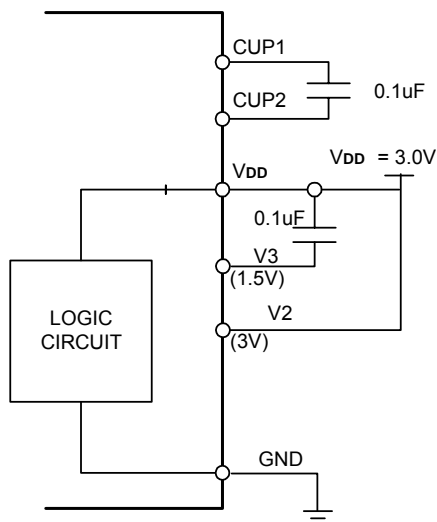 CUP1
CUP2
0.1uF
VDD
VDD = 3.0V
0.1uF
V3
(1.5V)
V2
(3V)
LOGIC
CIRCUIT
GND